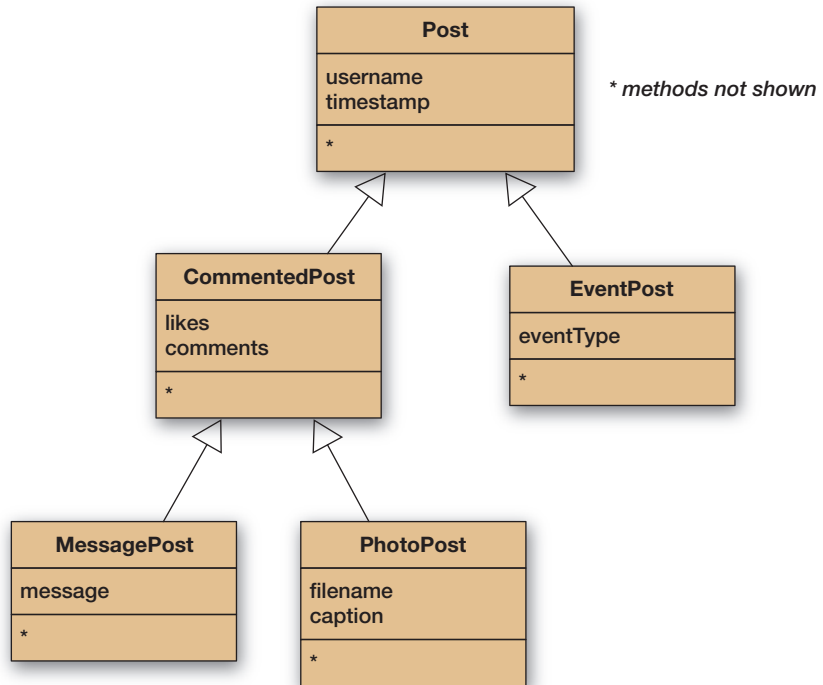 Post
username
timestamp
*
* methods not shown
CommentedPost
likes
comments
*
EventPost
eventType
*
MessagePost
message
*
PhotoPost
filename
caption
*